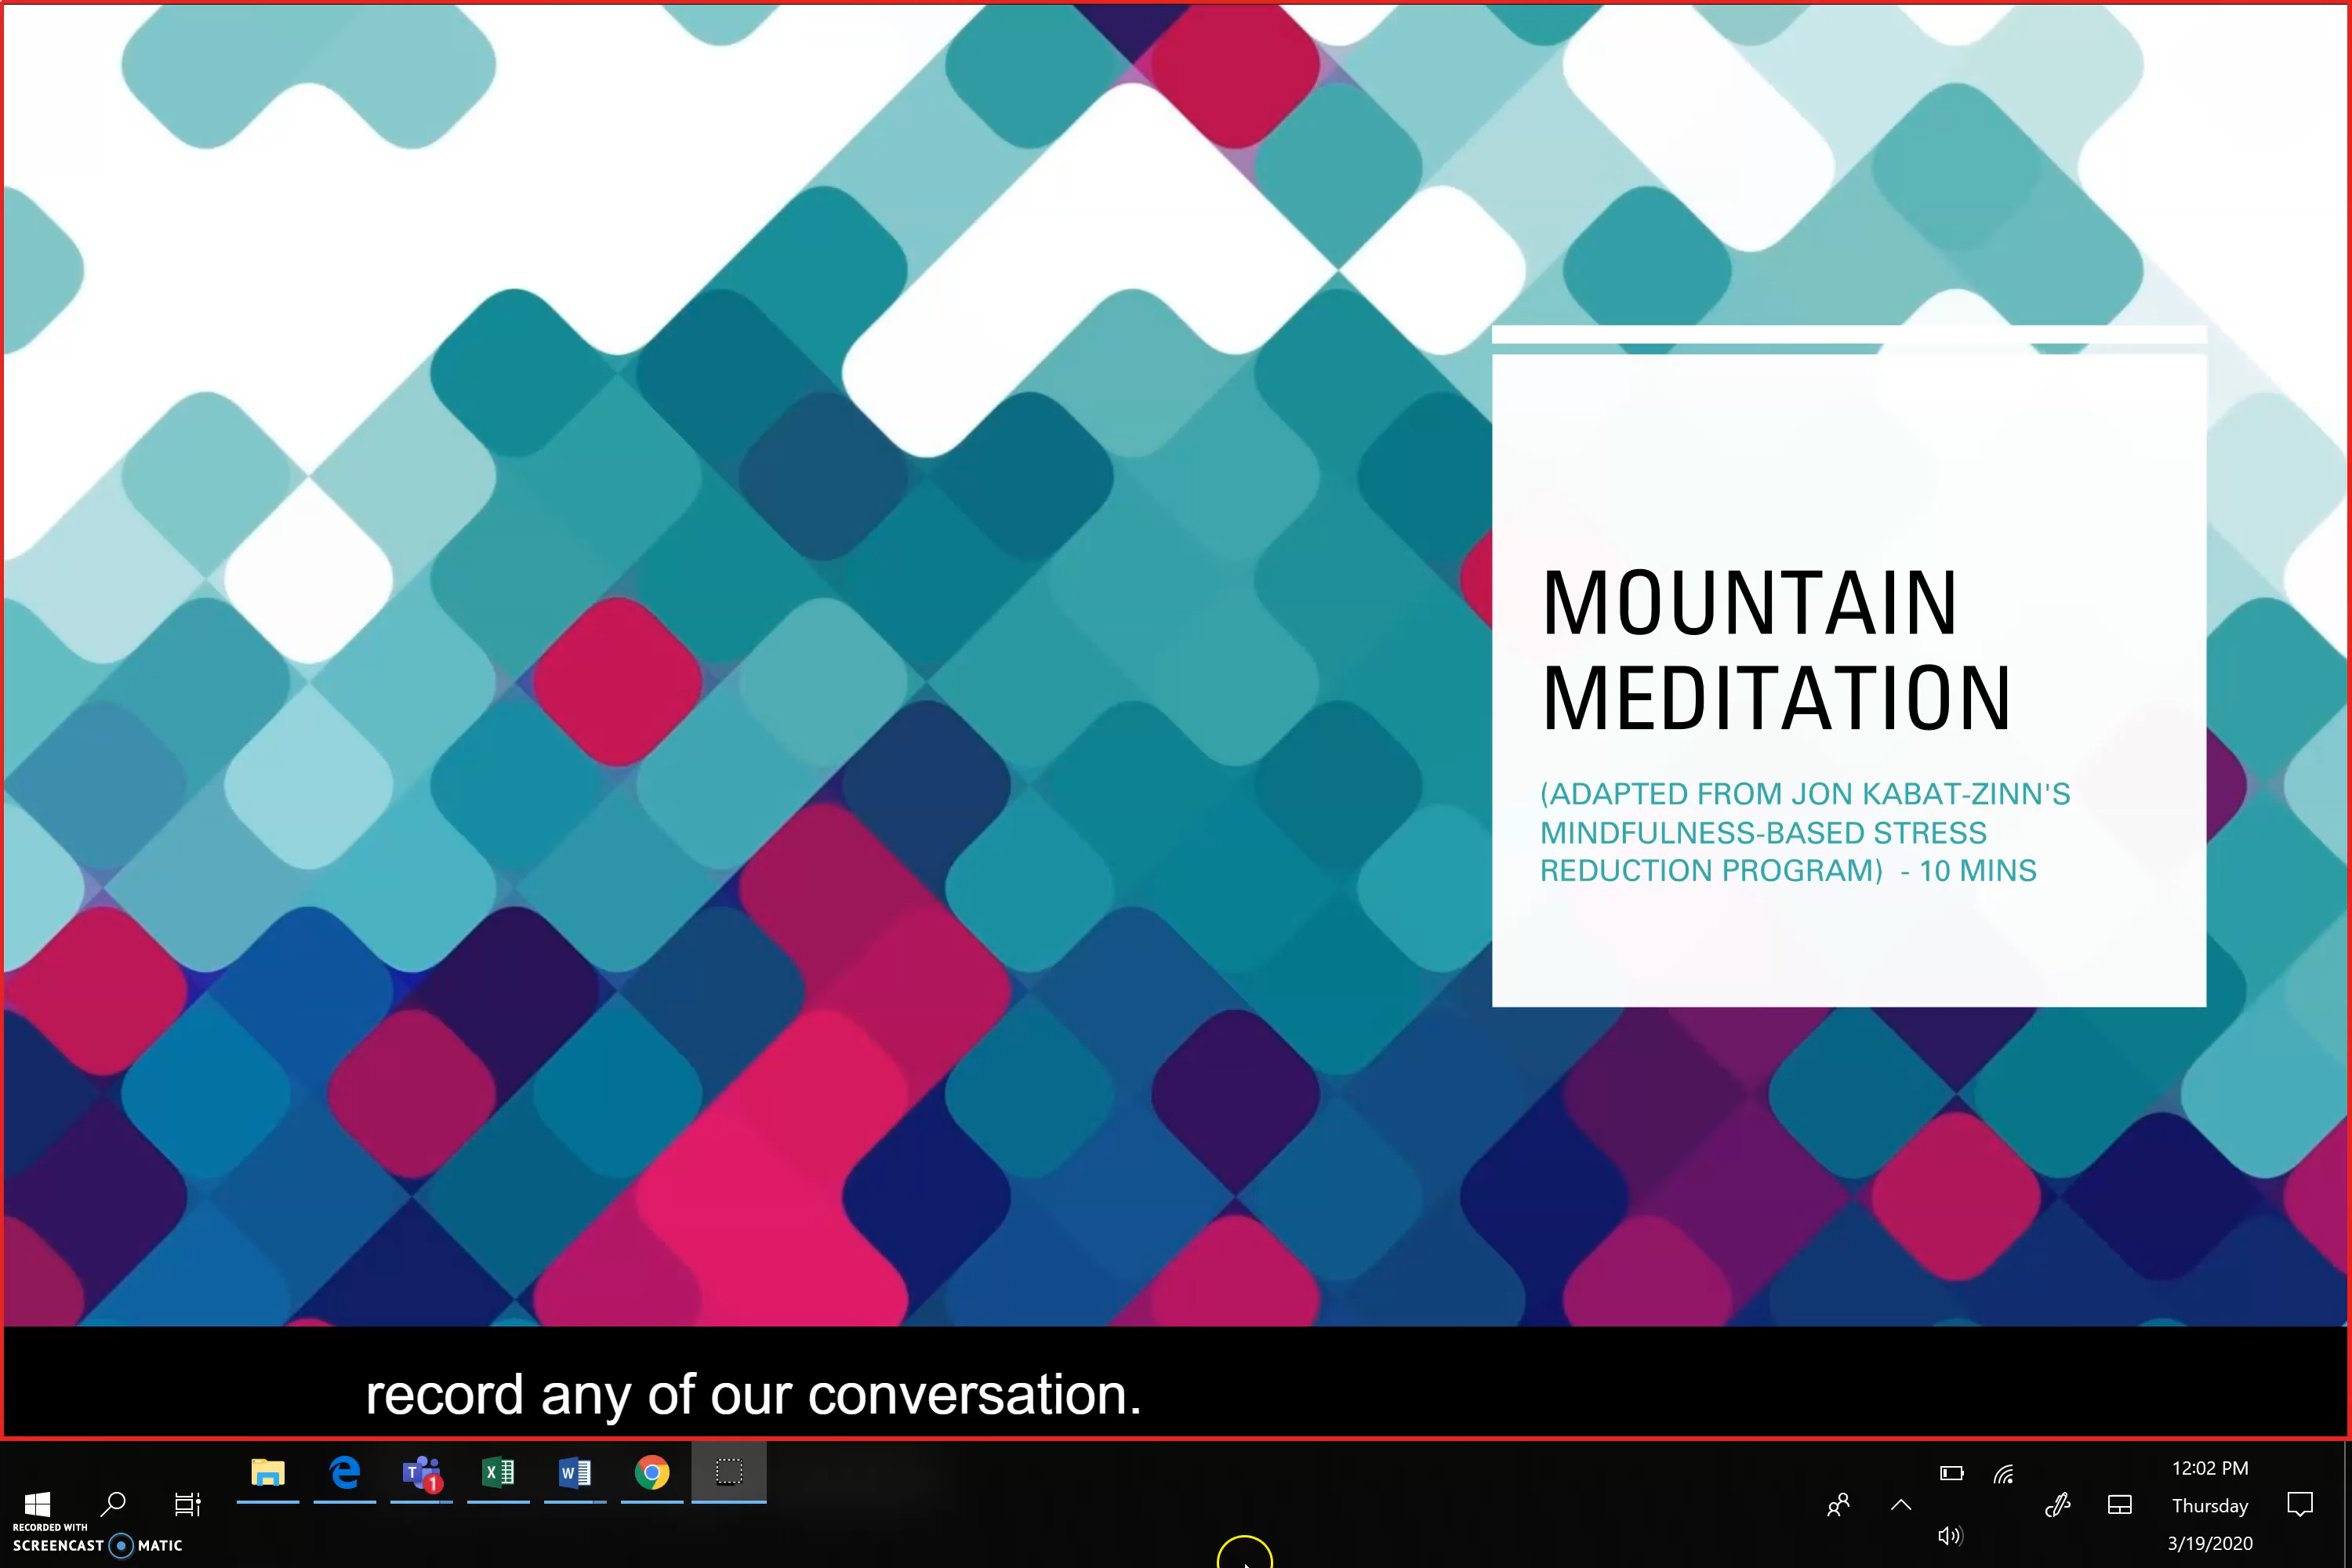 MOUNTAIN
MEDITATION
(ADAPTED FROM JON KABAT-ZINN'S
MINDFULNESS-BASED STRESS
REDUCTION PROGRAM)  - 10 MINS
record any of our conversation.
T
1
X
W
12:02 PM
Thursday
3/19/2020
RECORDED WITH
SCREENCAST MATIC